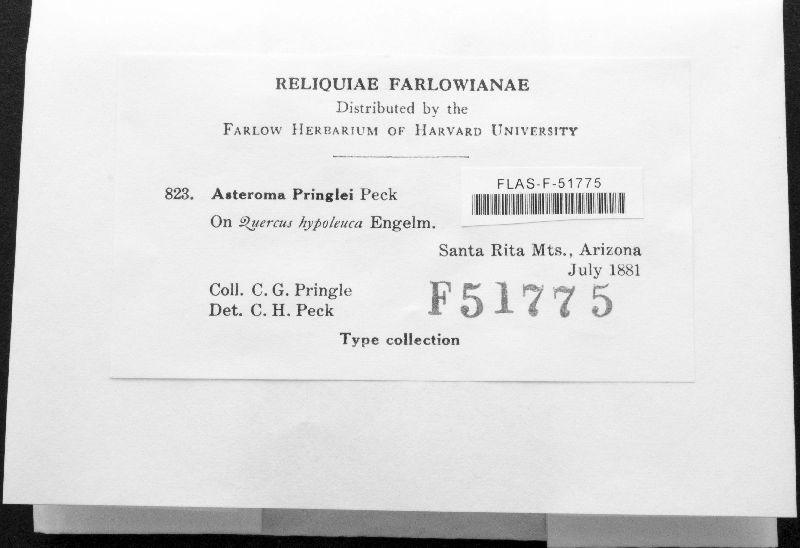 RELIQUIAE FARLOWIANAE
Distributed by the
FARLOW HERBARIUM OF HARVARD UNIVERSITY
823. Asteroma Pringlei Peck
FLAS-F-51775
On Quercus hypoleuca Engelm.
Santa Rita Mts., Arizona
July 1881
Coll. C. G. Pringle
F51775
Det. C. H. Peck
Type collection